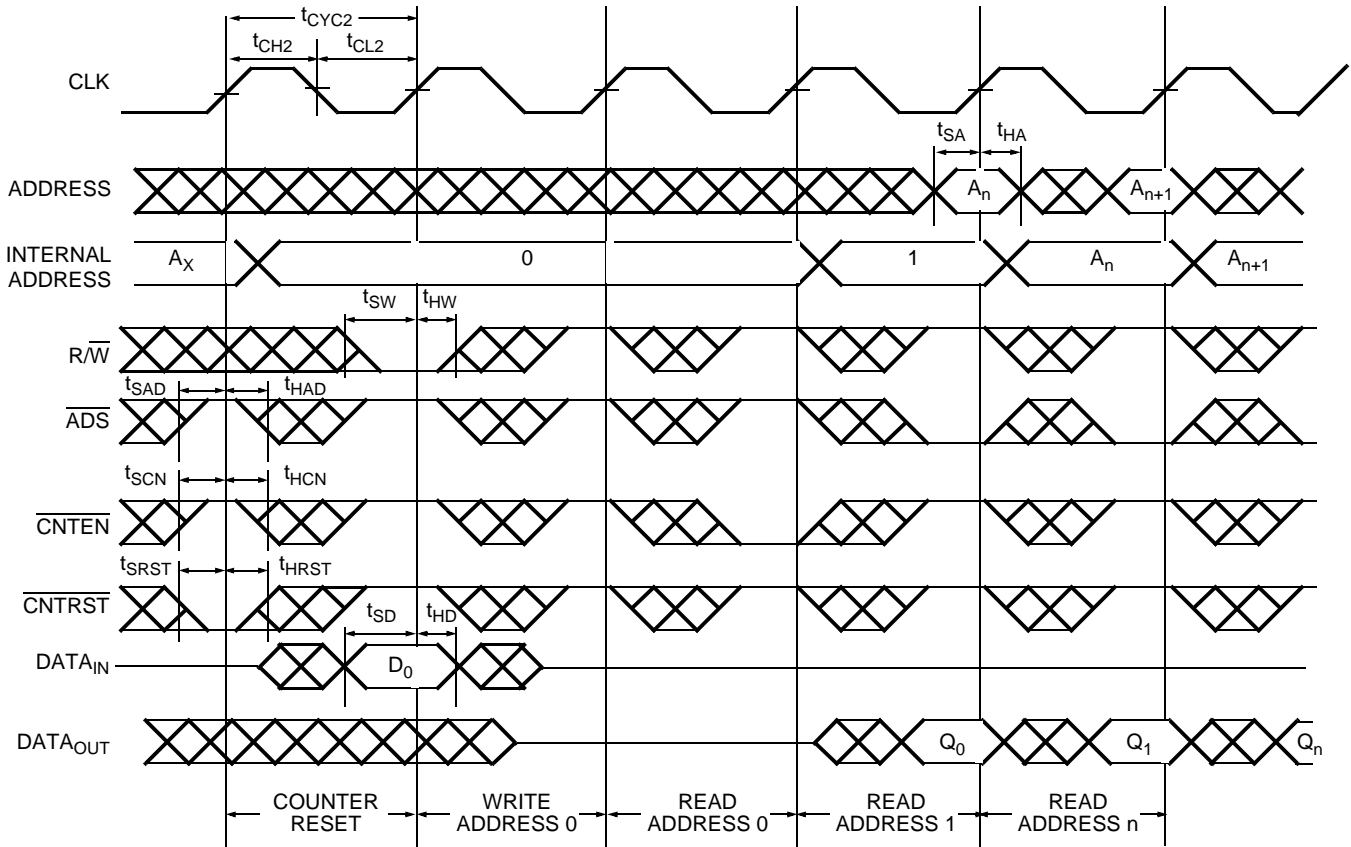 tCYC2
tCH2 tCL2
CLK
tSA tHA
ADDRESS An An+1
INTERNAL ADDRESS AX 0 1 An An+1
tSW tHW
R/W
tSAD tHAD
ADS
tSCN tHCN
CNTEN
tSRST tHRST
CNTRST
tSD tHD
DATAIN D0
DATAOUT Q0 Q1 Qn
COUNTER RESET
WRITE ADDRESS 0
READ ADDRESS 0
READ ADDRESS 1
READ ADDRESS n